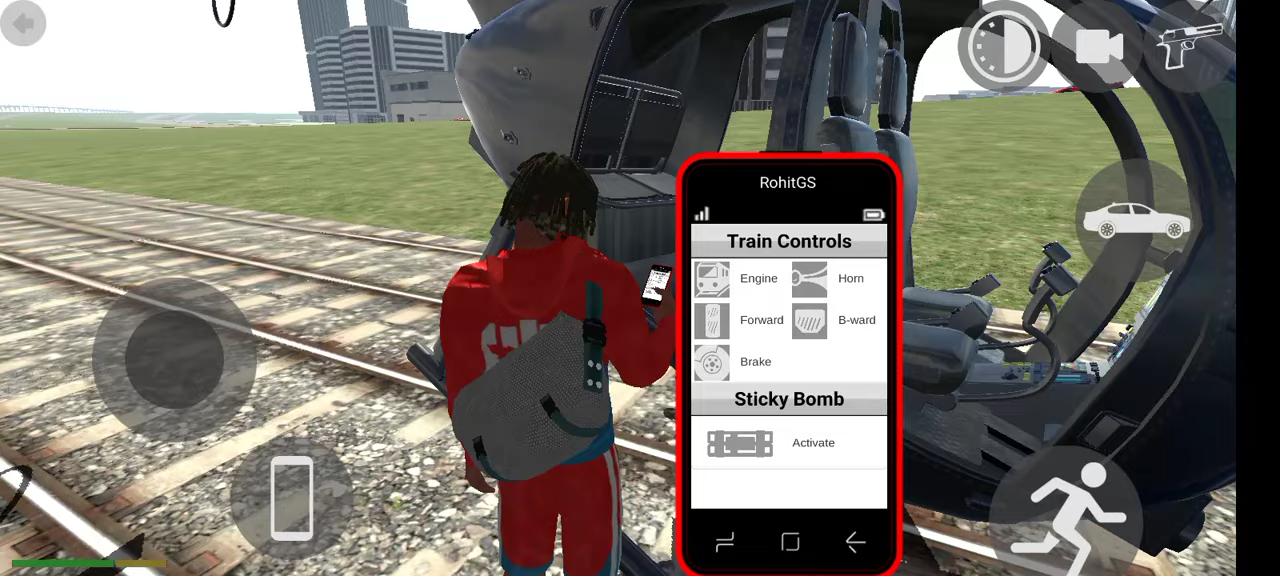 RohitGS
Train Controls
Engine Horn
Forward B-ward
Brake
Sticky Bomb
Activate